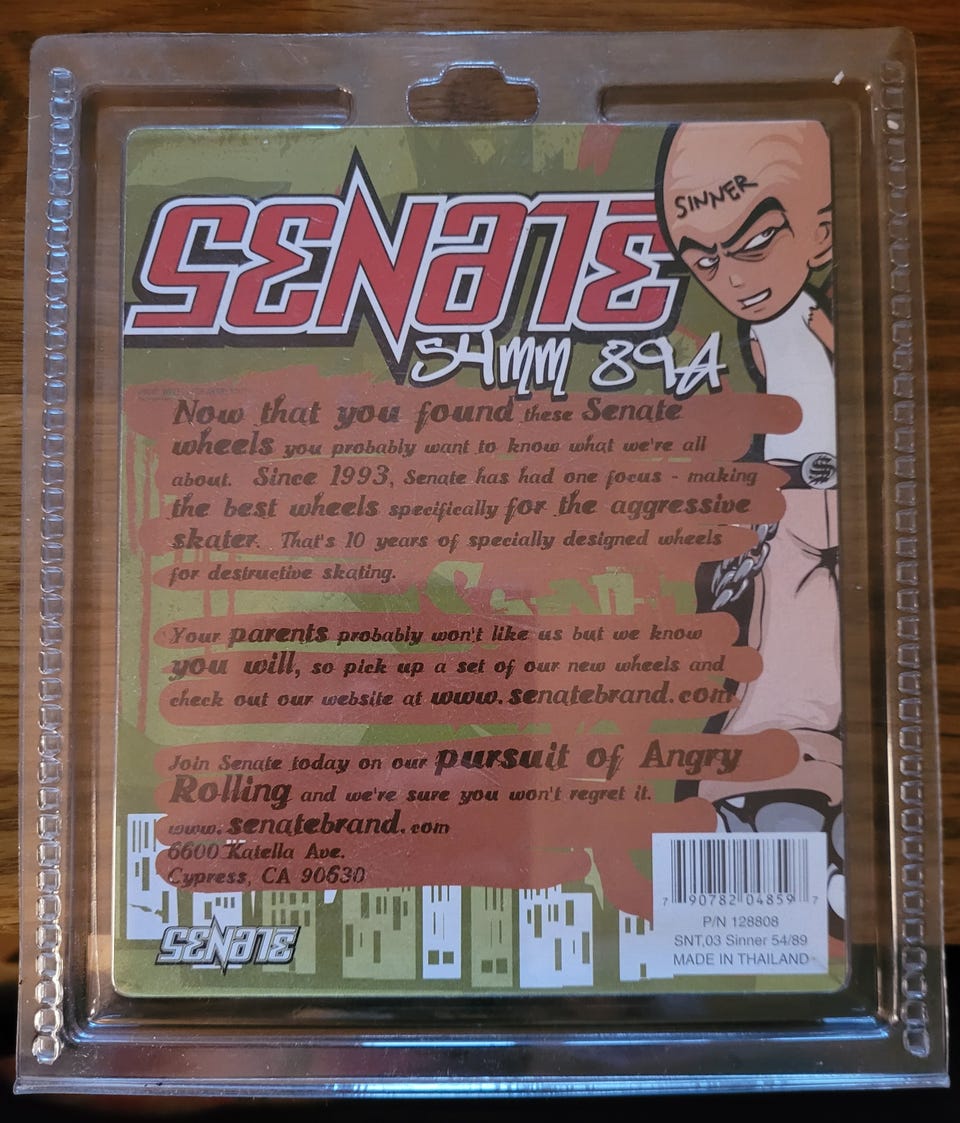 SINNER
SENATE
54mm 89A
Now that you found these Senate
wheels you probably want to know what we're all
about. Since 1993, Senate has had one focus - making
the best wheels specifically for the aggressive
skater. That's 10 years of specially designed wheels
for destructive skating.
Your parents probably won't like us but we know
you will, so pick up a set of our new wheels and
check out our website at www.senatebrand.com
Join Senate today on our pursuit of Angry
Rolling and we're sure you won't regret it.
www.senatebrand.com
6600 Katella Ave.
Cypress, CA 90630
SENATE
7 90782 04859 7
P/N 128808
SNT,03 Sinner 54/89
MADE IN THAILAND